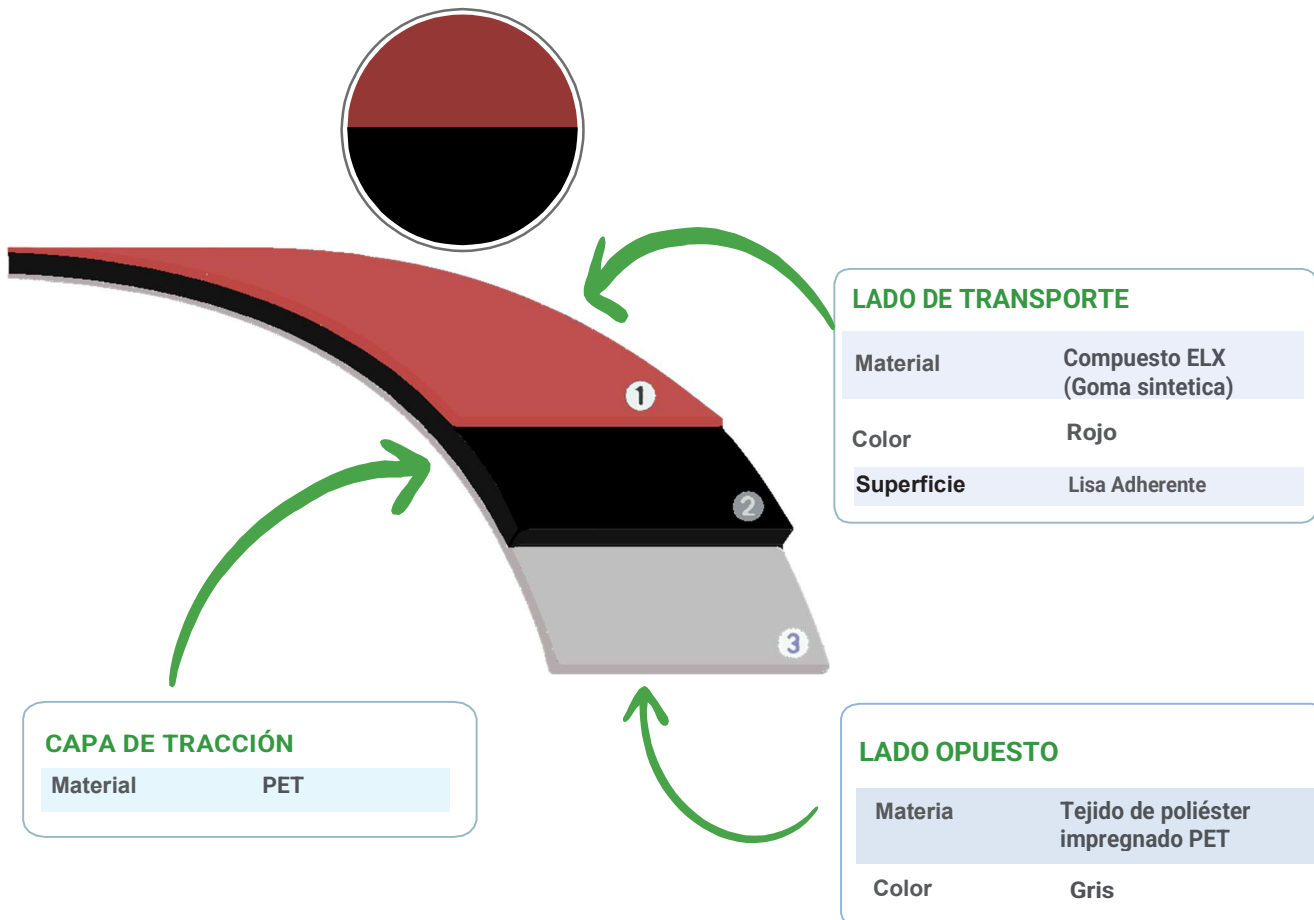 LADO DE TRANSPORTE
Material Compuesto ELX
(Goma sintetica)
Color Rojo
Superficie Lisa Adherente
1
2
3
CAPA DE TRACCIÓN
Material PET
LADO OPUESTO
Materia Tejido de poliéster
impregnado PET
Color Gris